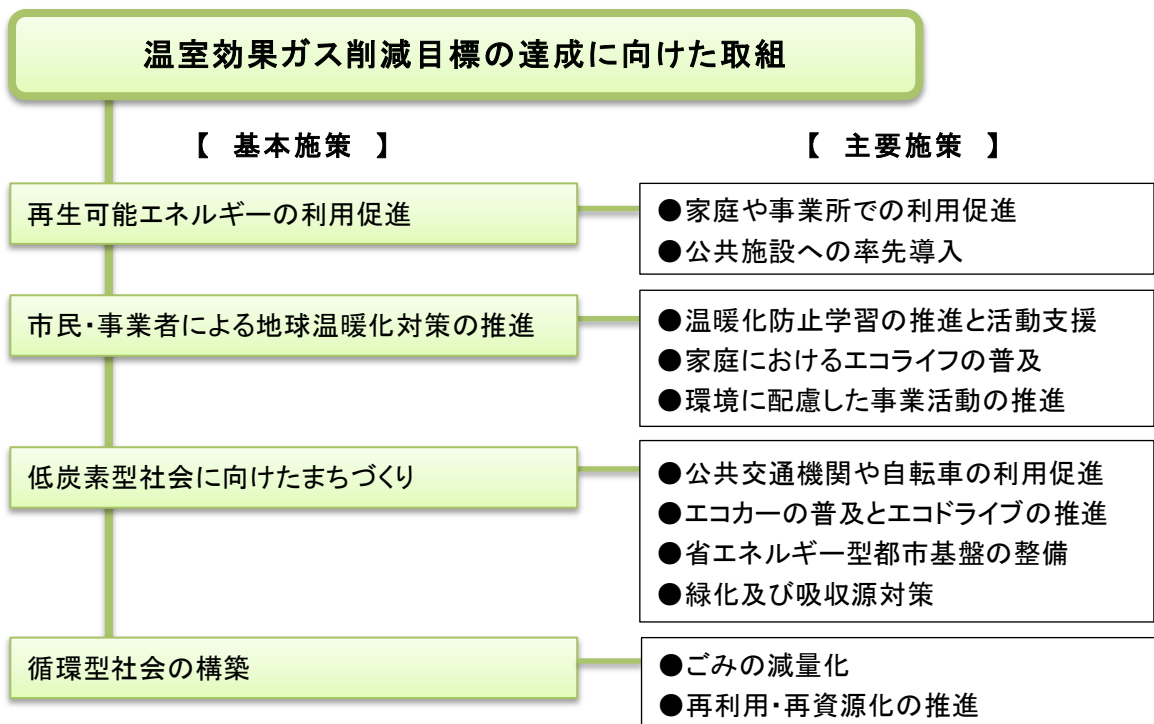 温室効果ガス削減目標の達成に向けた取組
【 基本施策 】
【 主要施策 】
再生可能エネルギーの利用促進
●家庭や事業所での利用促進
●公共施設への率先導入
市民・事業者による地球温暖化対策の推進
●温暖化防止学習の推進と活動支援
●家庭におけるエコライフの普及
●環境に配慮した事業活動の推進
低炭素型社会に向けたまちづくり
●公共交通機関や自転車の利用促進
●エコカーの普及とエコドライブの推進
●省エネルギー型都市基盤の整備
●緑化及び吸収源対策
循環型社会の構築
●ごみの減量化
●再利用・再資源化の推進